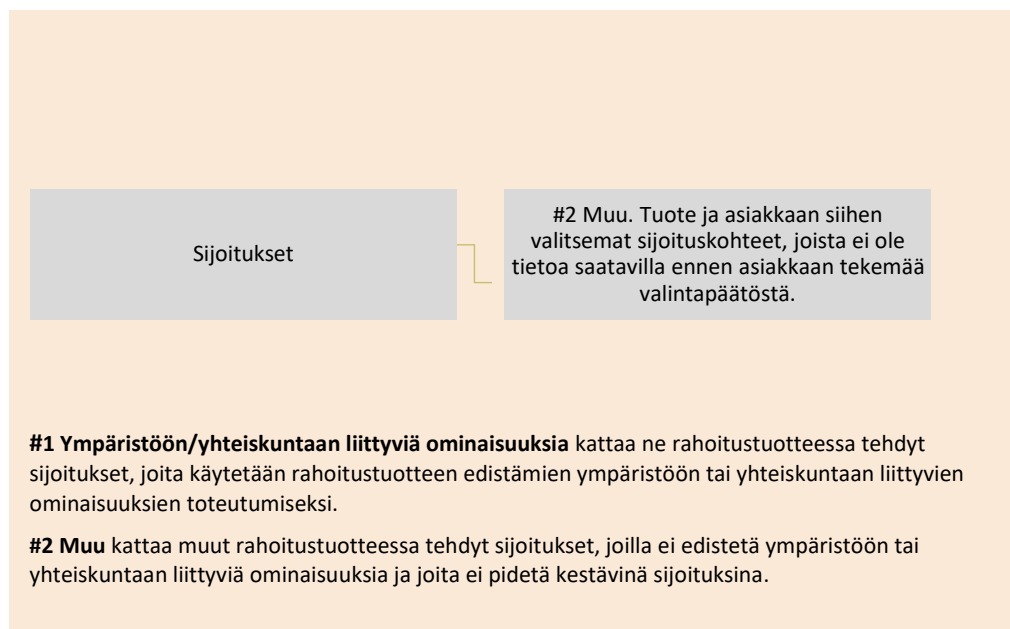 Sijoitukset
#2 Muu. Tuote ja asiakkaan siihen
valitsemat sijoituskohteet, joista ei ole
tietoa saatavilla ennen asiakkaan tekemää
valintapäätöstä.
#1 Ympäristöön/yhteiskuntaan liittyviä ominaisuuksia kattaa ne rahoitustuotteessa tehdyt
sijoitukset, joita käytetään rahoitustuotteen edistämien ympäristöön tai yhteiskuntaan liittyvien
ominaisuuksien toteutumiseksi.
#2 Muu kattaa muut rahoitustuotteessa tehdyt sijoitukset, joilla ei edistetä ympäristöön tai
yhteiskuntaan liittyviä ominaisuuksia ja joita ei pidetä kestävinä sijoituksina.